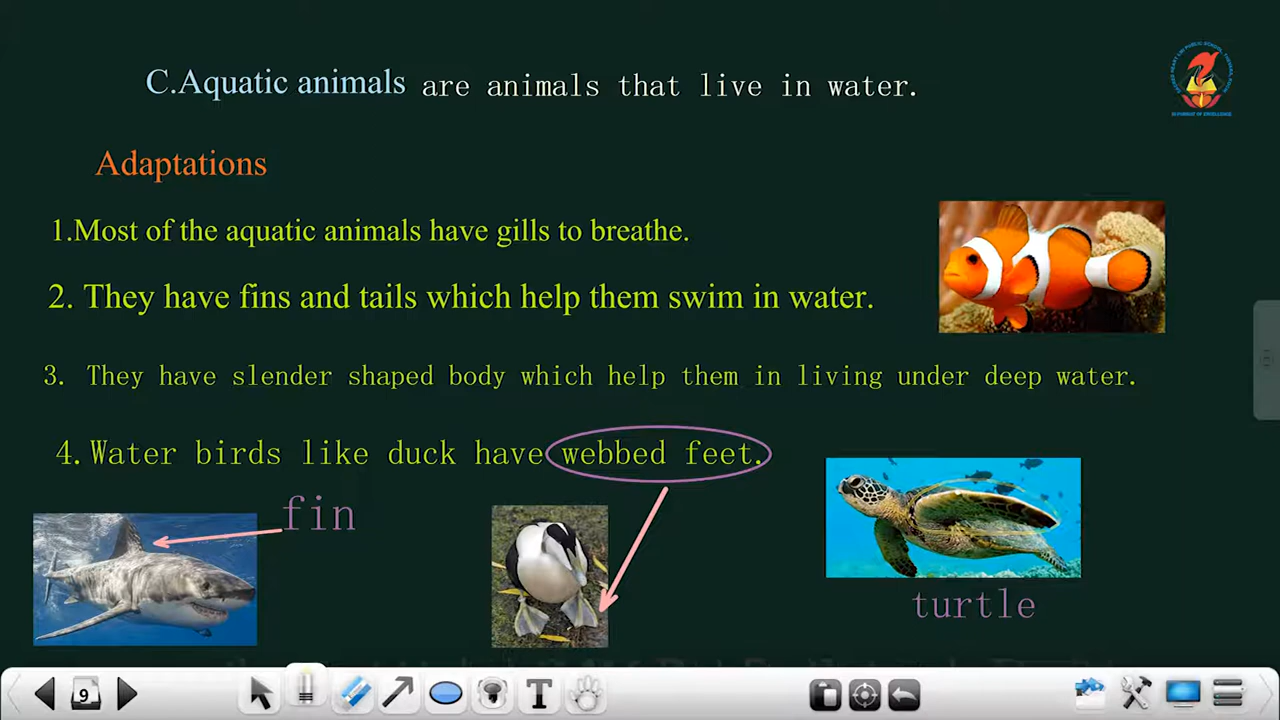 C.Aquatic animals are animals that live in water.
Adaptations
1.Most of the aquatic animals have gills to breathe.
2. They have fins and tails which help them swim in water.
3. They have slender shaped body which help them in living under deep water.
4.Water birds like duck have webbed feet.
fin
turtle
9
T